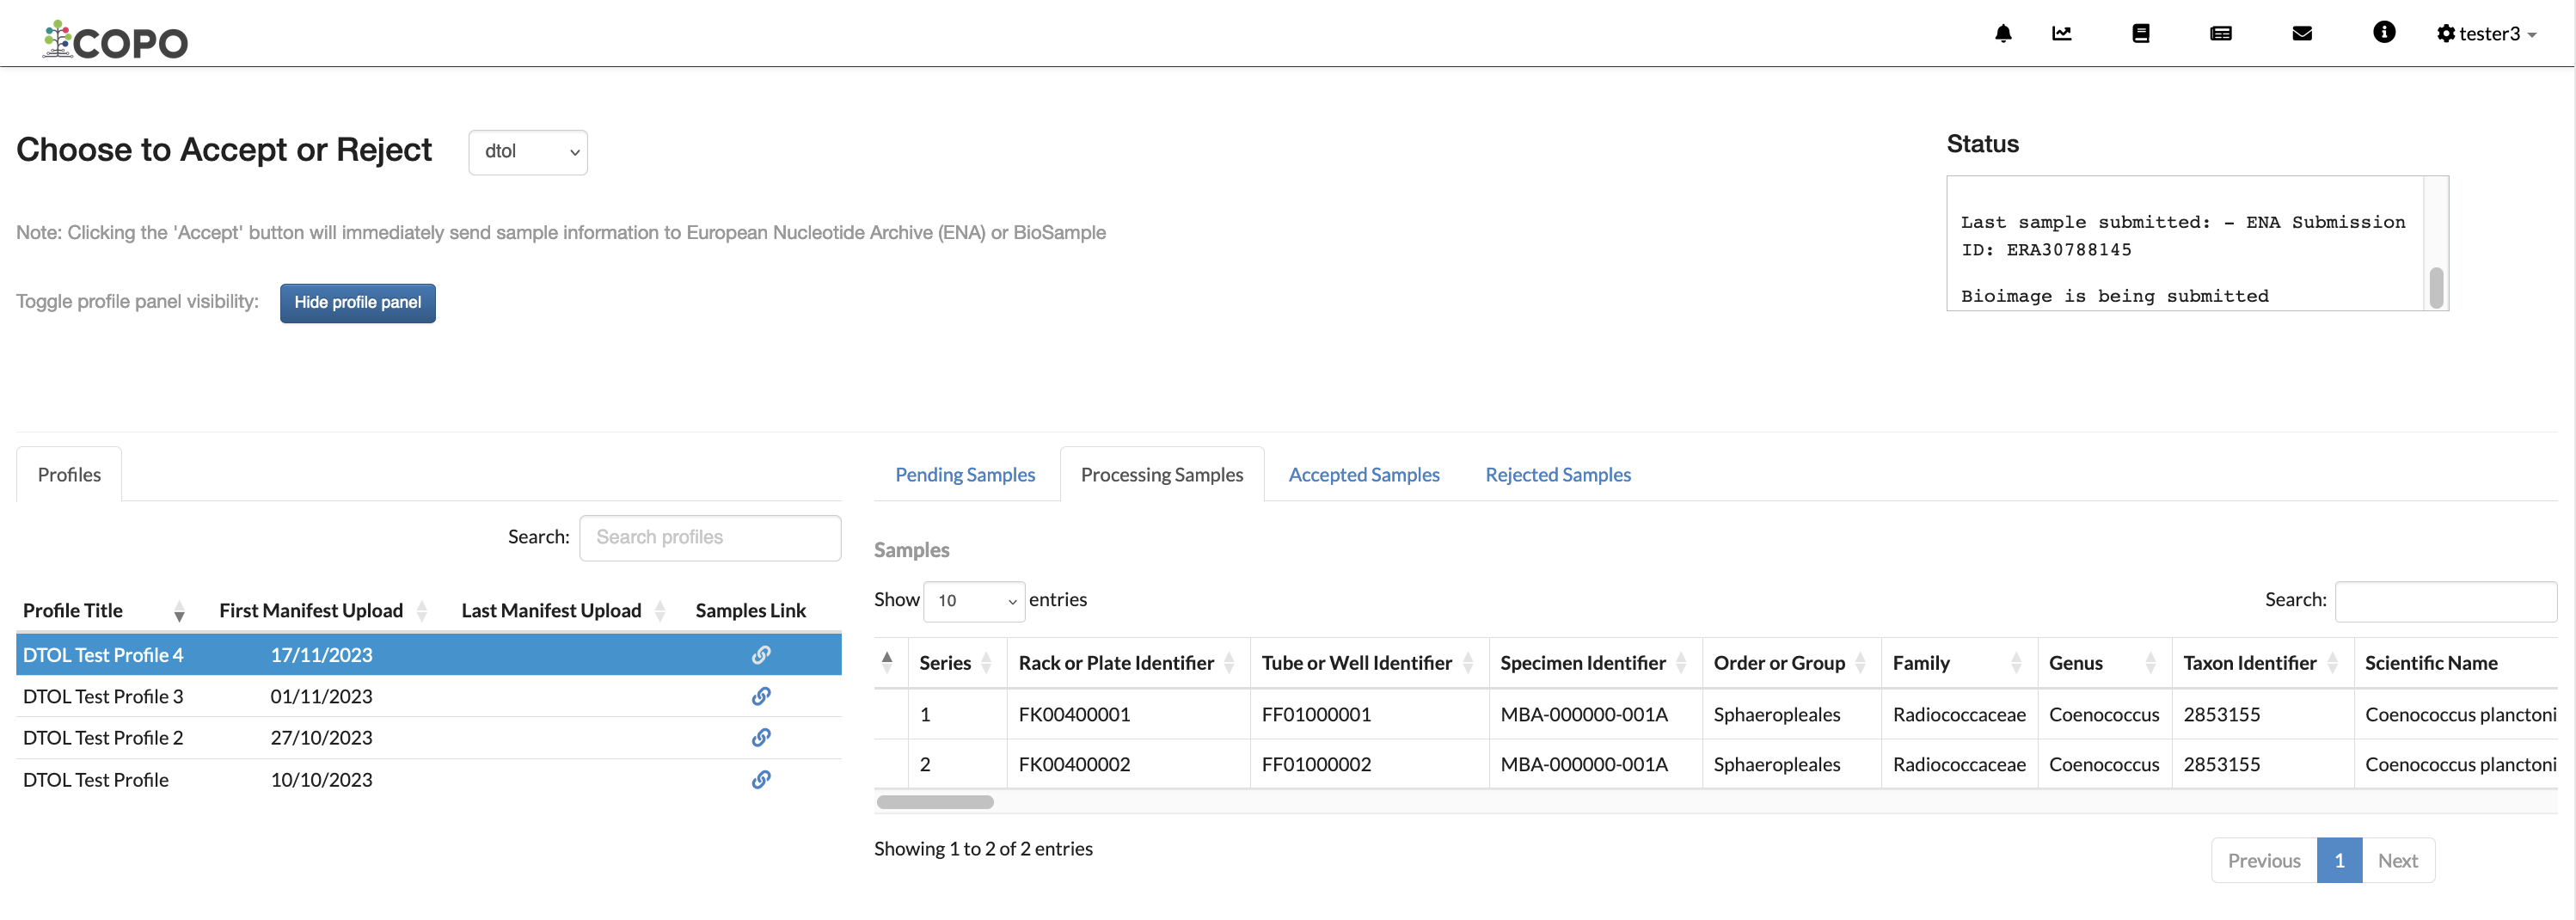 COPO
tester3
Choose to Accept or Reject
dtol
Note: Clicking the 'Accept' button will immediately send sample information to European Nucleotide Archive (ENA) or BioSample
Toggle profile panel visibility:
Hide profile panel
Status
Last sample submitted: - ENA Submission
ID: ERA30788145
Bioimage is being submitted
Profiles
Search:
Search profiles
Profile Title First Manifest Upload Last Manifest Upload Samples Link
DTOL Test Profile 4 17/11/2023
DTOL Test Profile 3 01/11/2023
DTOL Test Profile 2 27/10/2023
DTOL Test Profile 10/10/2023
Pending Samples Processing Samples Accepted Samples Rejected Samples
Samples
Show 10 entries
Search:
Series Rack or Plate Identifier Tube or Well Identifier Specimen Identifier Order or Group Family Genus Taxon Identifier Scientific Name
1 FK00400001 FF01000001 MBA-000000-001A Sphaeropleales Radiococcaceae Coenococcus 2853155 Coenococcus planctoni
2 FK00400002 FF01000002 MBA-000000-001A Sphaeropleales Radiococcaceae Coenococcus 2853155 Coenococcus planctoni
Showing 1 to 2 of 2 entries
Previous 1 Next